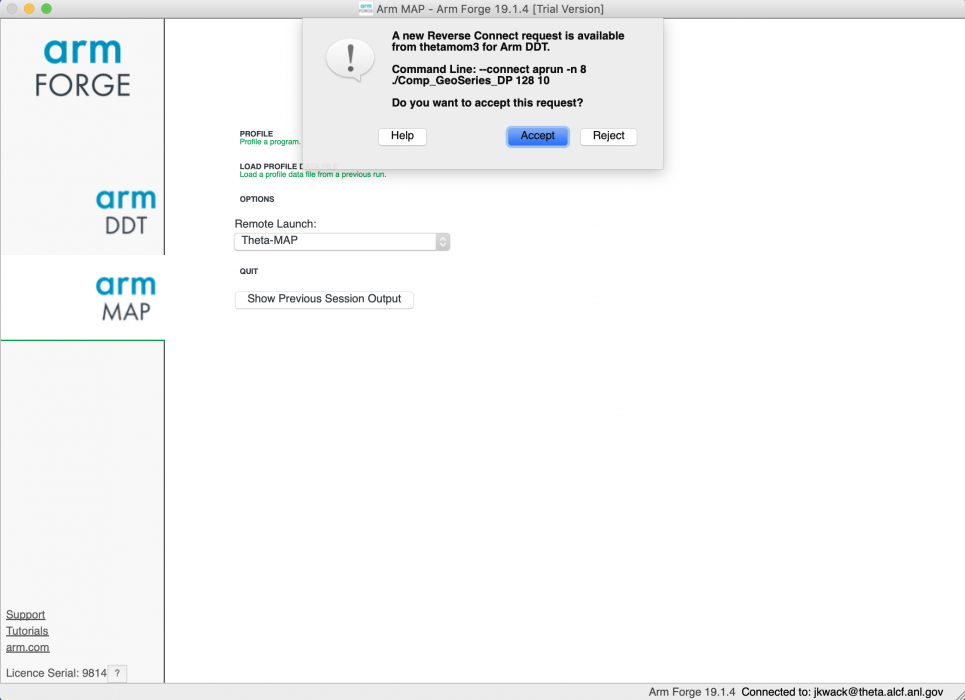 Arm MAP - Arm Forge 19.1.4 [Trial Version]
arm
FORGE
A new Reverse Connect request is available
from thetamom3 for Arm DDT.
Command Line: --connect aprun -n 8
./Comp_GeoSeries_DP 128 10
Do you want to accept this request?
Help
Accept
Reject
PROFILE
Profile a program.
LOAD PROFILE DATA FILE
Load a profile data file from a previous run.
OPTIONS
Remote Launch:
Theta-MAP
QUIT
Show Previous Session Output
arm
DDT
arm
MAP
Support
Tutorials
arm.com
Licence Serial: 9814 ?
Arm Forge 19.1.4 Connected to: jkwack@theta.alcf.anl.gov